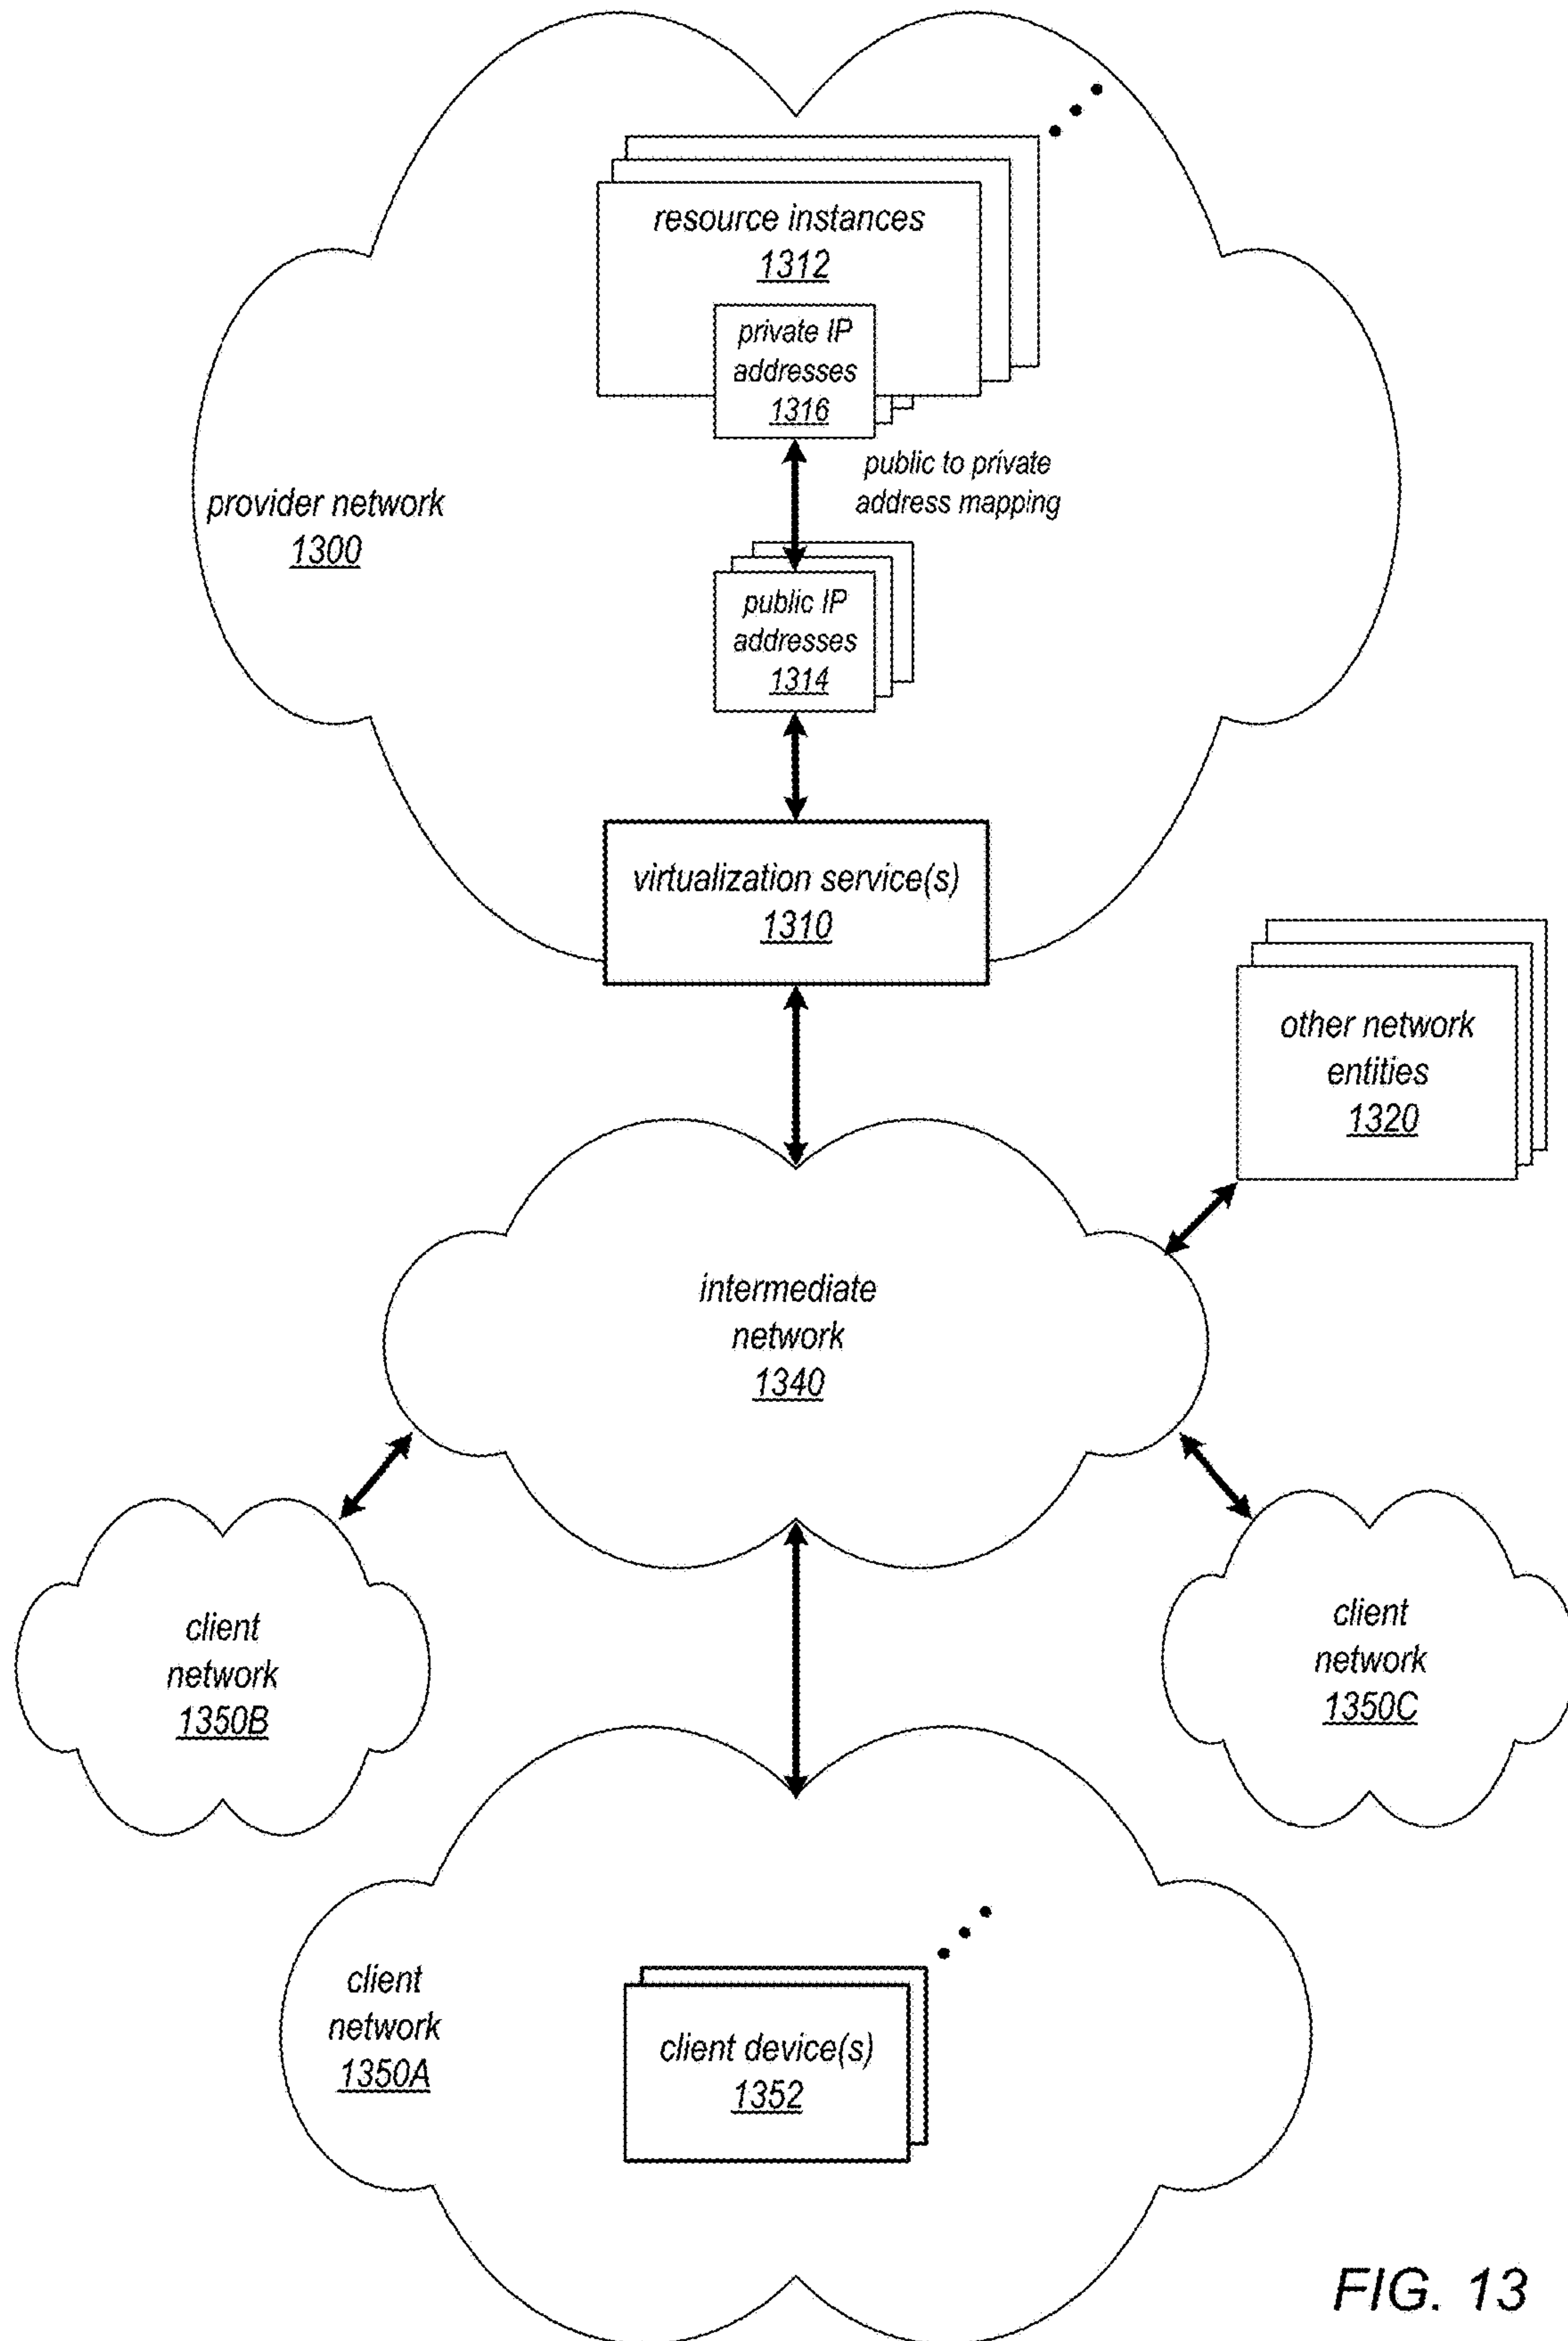 resource instances
1312
private IP
addresses
1316
public to private
address mapping
provider network
1300
public IP
addresses
1314
virtualization service(s)
1310
other network
entities
1320
intermediate
network
1340
client
network
1350B
client
network
1350C
client
network
1350A
client device(s)
1352
FIG. 13